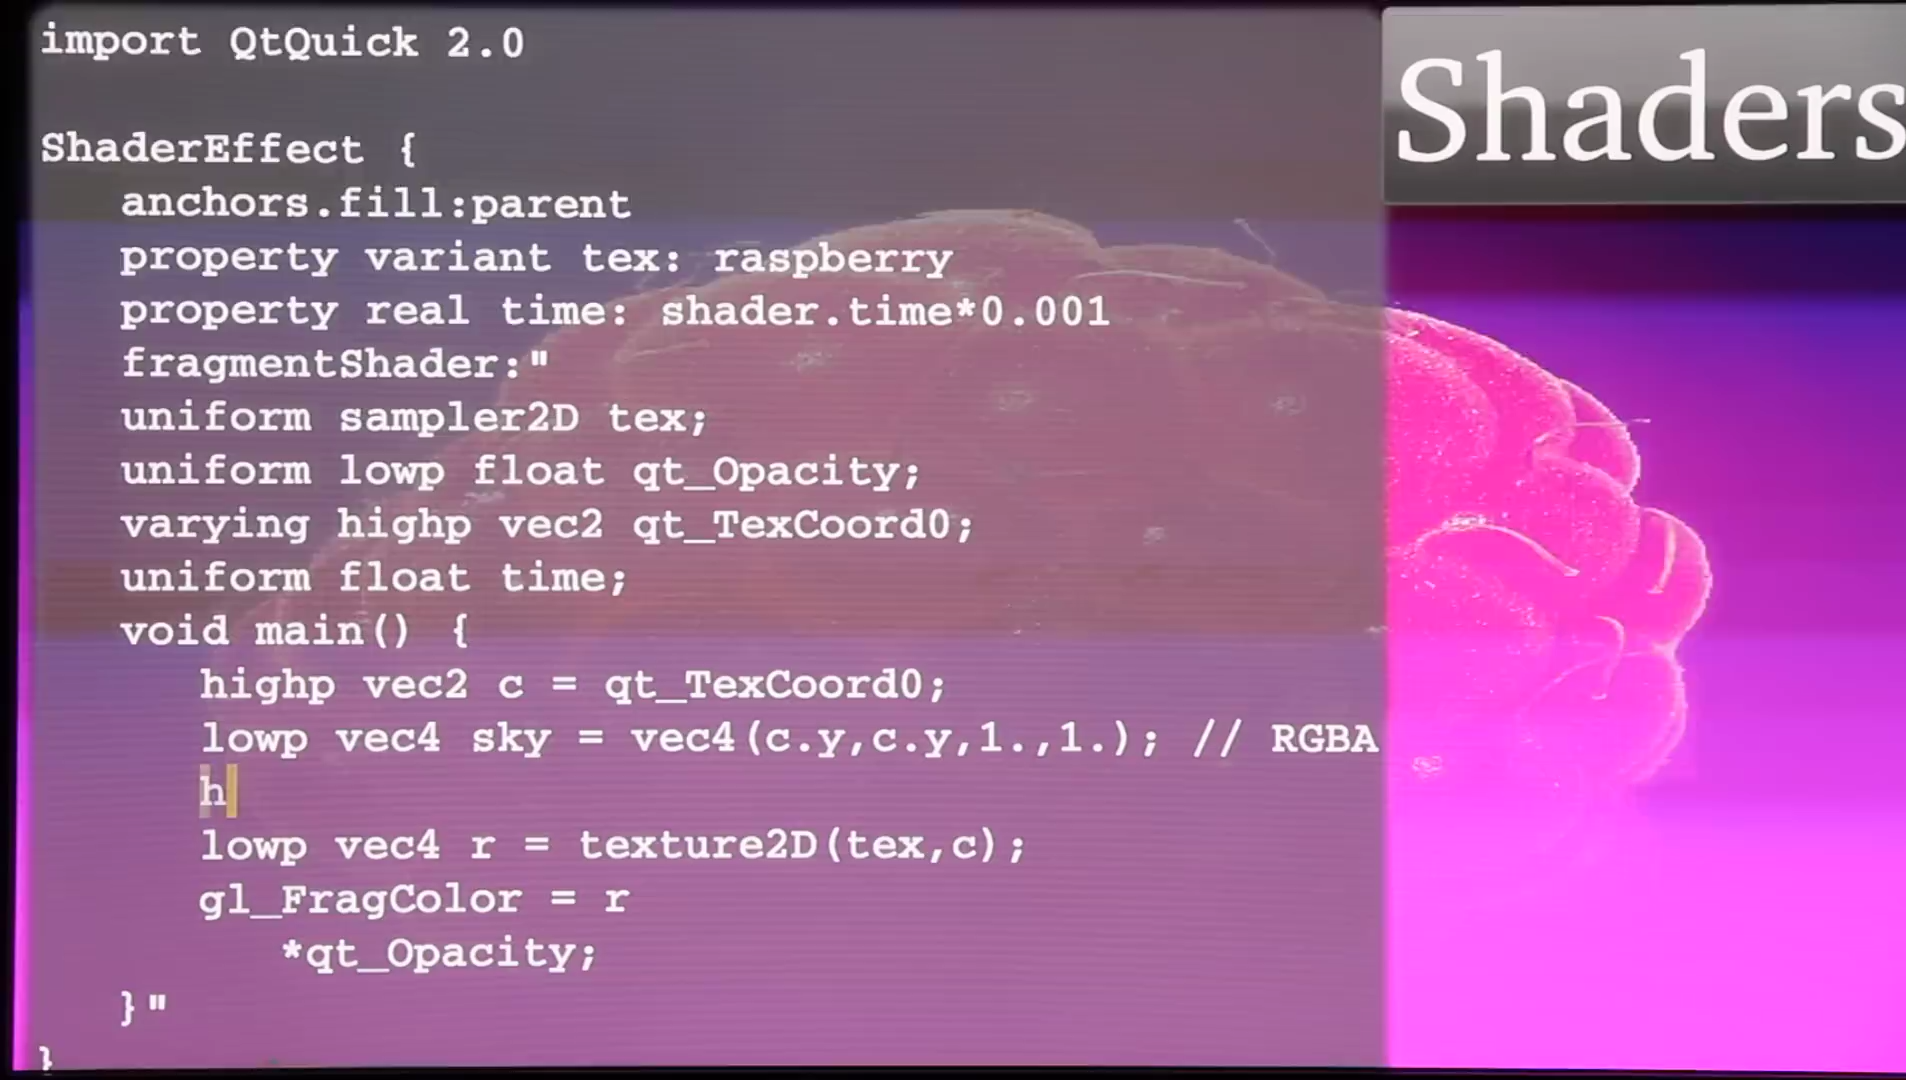 import QtQuick 2.0
Shaders
ShaderEffect {
anchors.fill:parent
property variant tex: raspberry
property real time: shader.time*0.001
fragmentShader:"
uniform sampler2D tex;
uniform lowp float qt_Opacity;
varying highp vec2 qt_TexCoord0;
uniform float time;
void main() {
highp vec2 c = qt_TexCoord0;
lowp vec4 sky = vec4(c.y,c.y,1.,1.); // RGBA
h
lowp vec4 r = texture2D(tex,c);
gl_FragColor = r
*qt_Opacity;
}"
}